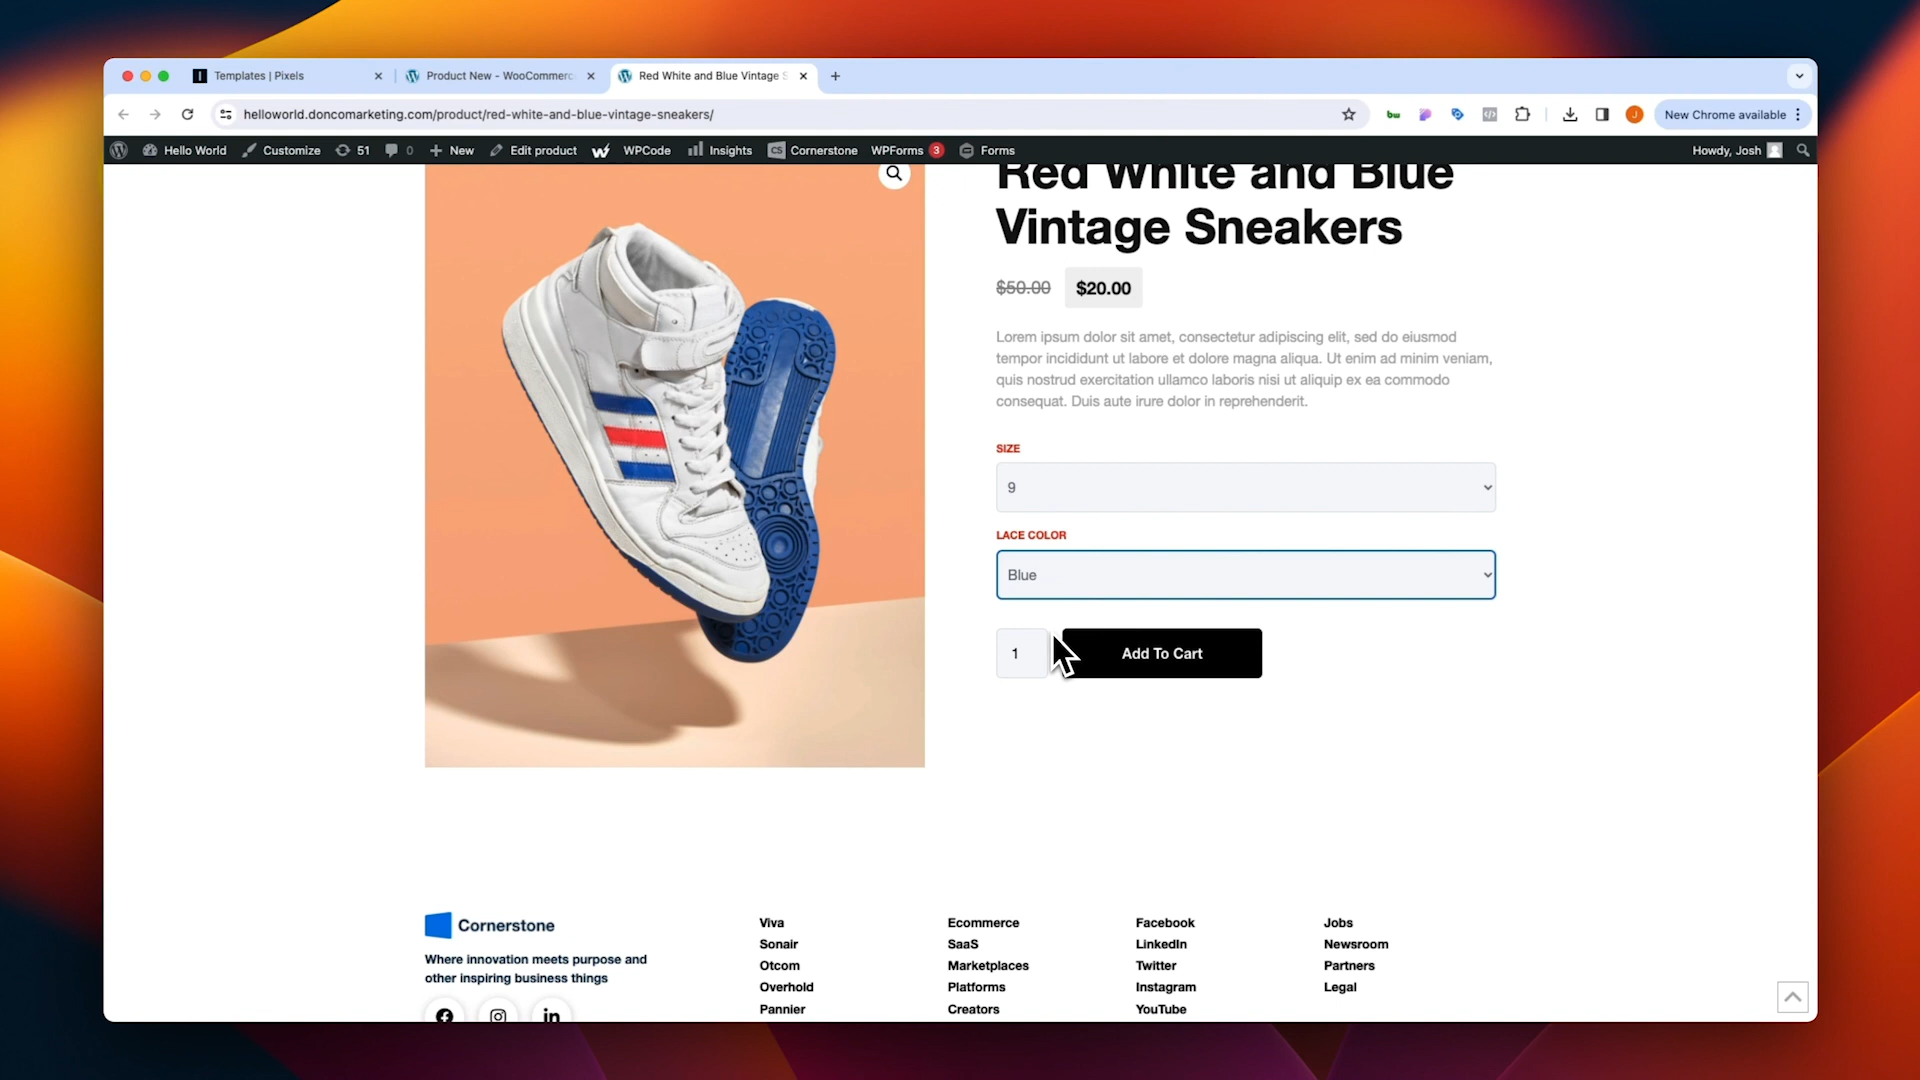 Templates | Pixels
Product New - WooCommerc
Red White and Blue Vintage S
helloworld.doncomarketing.com/product/red-white-and-blue-vintage-sneakers/
New Chrome available
Hello World Customize 51 0 New Edit product WPCode Insights CS Cornerstone WPForms 3 Forms Howdy, Josh
Red White and Blue
Vintage Sneakers
$50.00 $20.00
Lorem ipsum dolor sit amet, consectetur adipiscing elit, sed do eiusmod
tempor incididunt ut labore et dolore magna aliqua. Ut enim ad minim veniam,
quis nostrud exercitation ullamco laboris nisi ut aliquip ex ea commodo
consequat. Duis aute irure dolor in reprehenderit.
SIZE
9
LACE COLOR
Blue
1 Add To Cart
Cornerstone
Where innovation meets purpose and
other inspiring business things
Viva
Sonair
Otcom
Overhold
Pannier
Ecommerce
SaaS
Marketplaces
Platforms
Creators
Facebook
LinkedIn
Twitter
Instagram
YouTube
Jobs
Newsroom
Partners
Legal